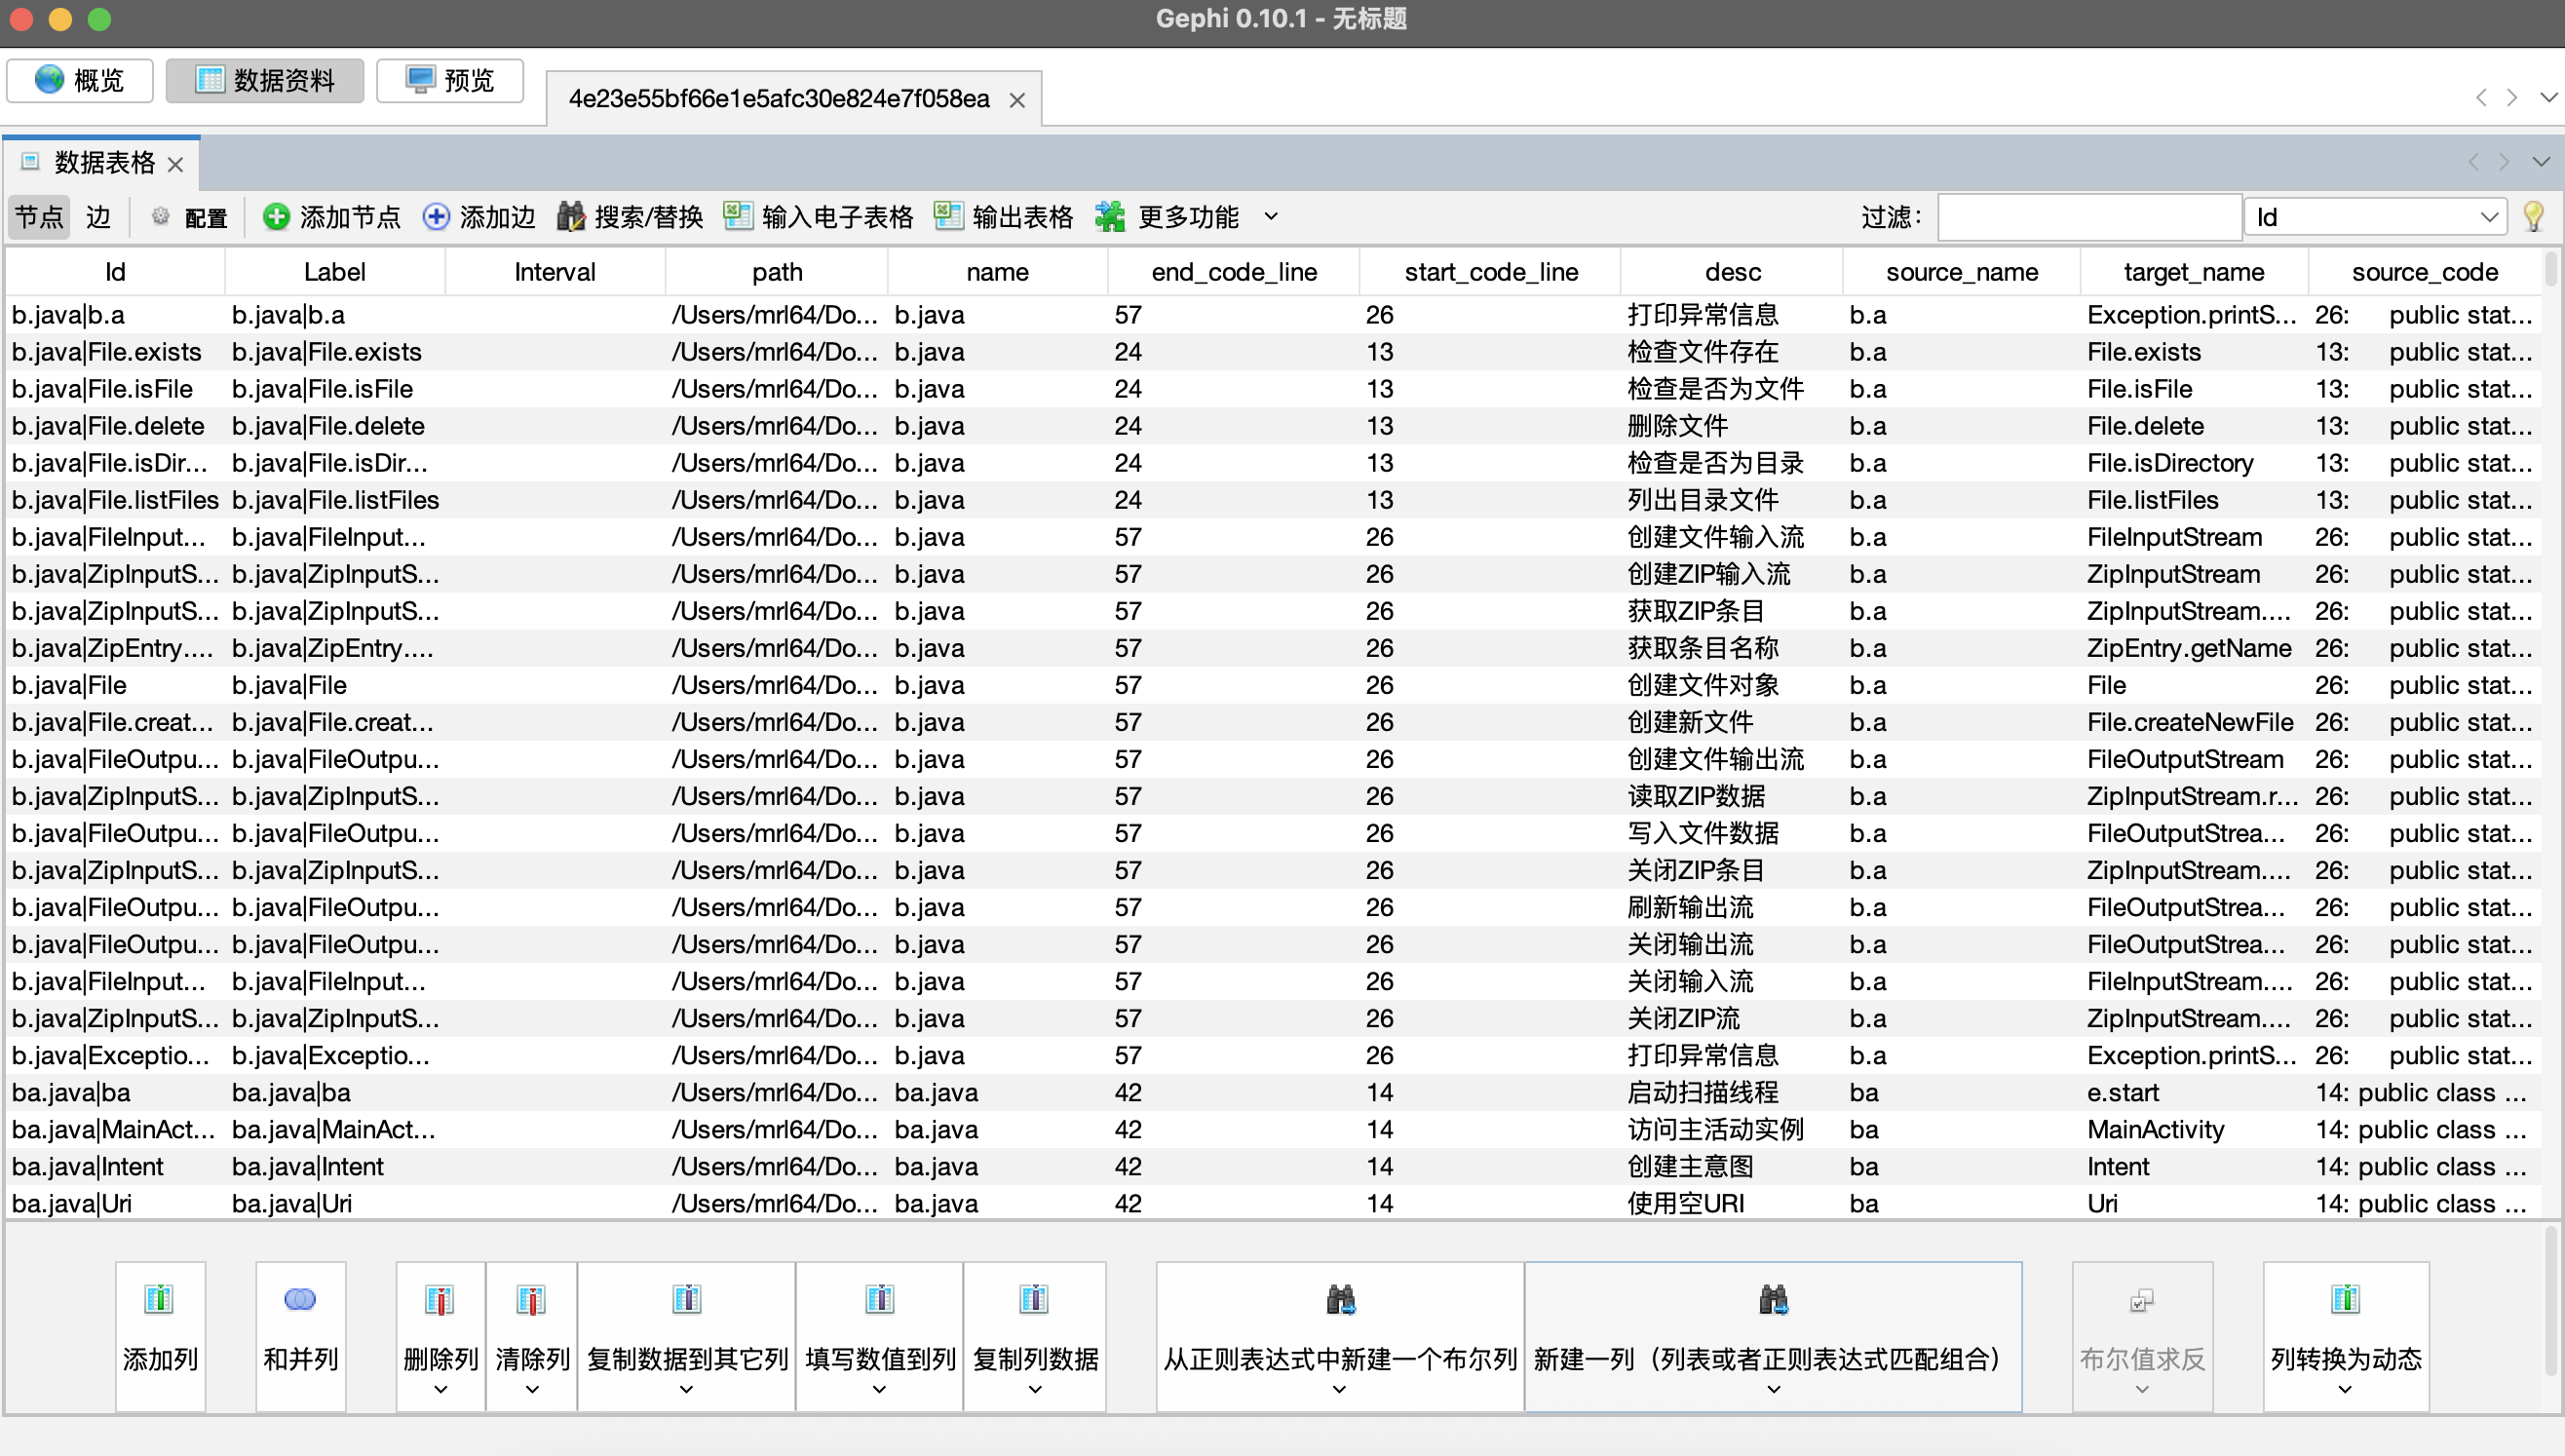 Gephi 0.10.1 - 无标题
概览 数据资料 预览 4e23e55bf66e1e5afc30e824e7f058ea
数据表格
节点 边 配置 添加节点 添加边 搜索/替换 输入电子表格 输出表格 更多功能 过滤: Id
Id Label Interval path name end_code_line start_code_line desc source_name target_name source_code
b.java|b.a b.java|b.a /Users/mrl64/Do... b.java 57 26 打印异常信息 b.a Exception.printS... 26: public stat...
b.java|File.exists b.java|File.exists /Users/mrl64/Do... b.java 24 13 检查文件存在 b.a File.exists 13: public stat...
b.java|File.isFile b.java|File.isFile /Users/mrl64/Do... b.java 24 13 检查是否为文件 b.a File.isFile 13: public stat...
b.java|File.delete b.java|File.delete /Users/mrl64/Do... b.java 24 13 删除文件 b.a File.delete 13: public stat...
b.java|File.isDir... b.java|File.isDir... /Users/mrl64/Do... b.java 24 13 检查是否为目录 b.a File.isDirectory 13: public stat...
b.java|File.listFiles b.java|File.listFiles /Users/mrl64/Do... b.java 24 13 列出目录文件 b.a File.listFiles 13: public stat...
b.java|FileInput... b.java|FileInput... /Users/mrl64/Do... b.java 57 26 创建文件输入流 b.a FileInputStream 26: public stat...
b.java|ZipInputS... b.java|ZipInputS... /Users/mrl64/Do... b.java 57 26 创建ZIP输入流 b.a ZipInputStream 26: public stat...
b.java|ZipInputS... b.java|ZipInputS... /Users/mrl64/Do... b.java 57 26 获取ZIP条目 b.a ZipInputStream.... 26: public stat...
b.java|ZipEntry.... b.java|ZipEntry.... /Users/mrl64/Do... b.java 57 26 获取条目名称 b.a ZipEntry.getName 26: public stat...
b.java|File b.java|File /Users/mrl64/Do... b.java 57 26 创建文件对象 b.a File 26: public stat...
b.java|File.creat... b.java|File.creat... /Users/mrl64/Do... b.java 57 26 创建新文件 b.a File.createNewFile 26: public stat...
b.java|FileOutpu... b.java|FileOutpu... /Users/mrl64/Do... b.java 57 26 创建文件输出流 b.a FileOutputStream 26: public stat...
b.java|ZipInputS... b.java|ZipInputS... /Users/mrl64/Do... b.java 57 26 读取ZIP数据 b.a ZipInputStream.r... 26: public stat...
b.java|FileOutpu... b.java|FileOutpu... /Users/mrl64/Do... b.java 57 26 写入文件数据 b.a FileOutputStrea... 26: public stat...
b.java|ZipInputS... b.java|ZipInputS... /Users/mrl64/Do... b.java 57 26 关闭ZIP条目 b.a ZipInputStream.... 26: public stat...
b.java|FileOutpu... b.java|FileOutpu... /Users/mrl64/Do... b.java 57 26 刷新输出流 b.a FileOutputStrea... 26: public stat...
b.java|FileOutpu... b.java|FileOutpu... /Users/mrl64/Do... b.java 57 26 关闭输出流 b.a FileOutputStrea... 26: public stat...
b.java|FileInput... b.java|FileInput... /Users/mrl64/Do... b.java 57 26 关闭输入流 b.a FileInputStream.... 26: public stat...
b.java|ZipInputS... b.java|ZipInputS... /Users/mrl64/Do... b.java 57 26 关闭ZIP流 b.a ZipInputStream.... 26: public stat...
b.java|Exceptio... b.java|Exceptio... /Users/mrl64/Do... b.java 57 26 打印异常信息 b.a Exception.printS... 26: public stat...
ba.java|ba ba.java|ba /Users/mrl64/Do... ba.java 42 14 启动扫描线程 ba e.start 14: public class ...
ba.java|MainAct... ba.java|MainAct... /Users/mrl64/Do... ba.java 42 14 访问主活动实例 ba MainActivity 14: public class ...
ba.java|Intent ba.java|Intent /Users/mrl64/Do... ba.java 42 14 创建主意图 ba Intent 14: public class ...
ba.java|Uri ba.java|Uri /Users/mrl64/Do... ba.java 42 14 使用空URI ba Uri 14: public class ...
添加列 和并列 删除列 清除列 复制数据到其它列 填写数值到列 复制列数据 从正则表达式中新建一个布尔列 新建一列（列表或者正则表达式匹配组合） 布尔值求反 列转换为动态